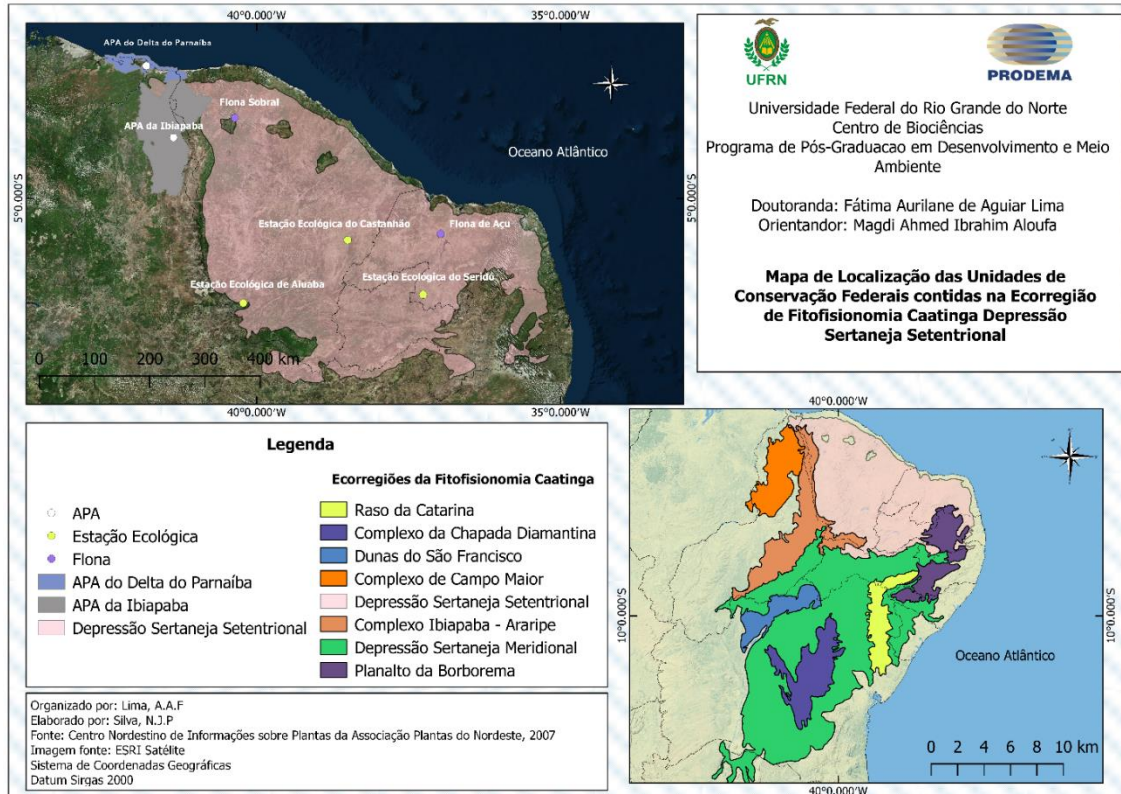 40°0.000'W
35°0.000'W
APA do Delta do Parnaíba
Flona Sobral
APA da Ibiapaba
Oceano Atlântico
5°0.000'S
5°0.000'S
Estação Ecológica do Castanhão
Flona de Açu
Estação Ecológica de Aiuaba
Estação Ecológica do Seridó
0 100 200 300 400 km
40°0.000'W
35°0.000'W
UFRN
PRODEMA
Universidade Federal do Rio Grande do Norte
Centro de Biociências
Programa de Pós-Graduacao em Desenvolvimento e Meio
Ambiente
Doutoranda: Fátima Aurilane de Aguiar Lima
Orientandor: Magdi Ahmed Ibrahim Aloufa
Mapa de Localização das Unidades de
Conservação Federais contidas na Ecorregião
de Fitofisionomia Caatinga Depressão
Sertaneja Setentrional
Legenda
APA
Estação Ecológica
Flona
APA do Delta do Parnaíba
APA da Ibiapaba
Depressão Sertaneja Setentrional
Ecorregiões da Fitofisionomia Caatinga
Raso da Catarina
Complexo da Chapada Diamantina
Dunas do São Francisco
Complexo de Campo Maior
Depressão Sertaneja Setentrional
Complexo Ibiapaba - Araripe
Depressão Sertaneja Meridional
Planalto da Borborema
Organizado por: Lima, A.A.F
Elaborado por: Silva, N.J.P
Fonte: Centro Nordestino de Informações sobre Plantas da Associação Plantas do Nordeste, 2007
Imagem fonte: ESRI Satélite
Sistema de Coordenadas Geográficas
Datum Sirgas 2000
40°0.000'W
10°0.000'S
10°0.000'S
Oceano Atlântico
0 2 4 6 8 10 km
40°0.000'W